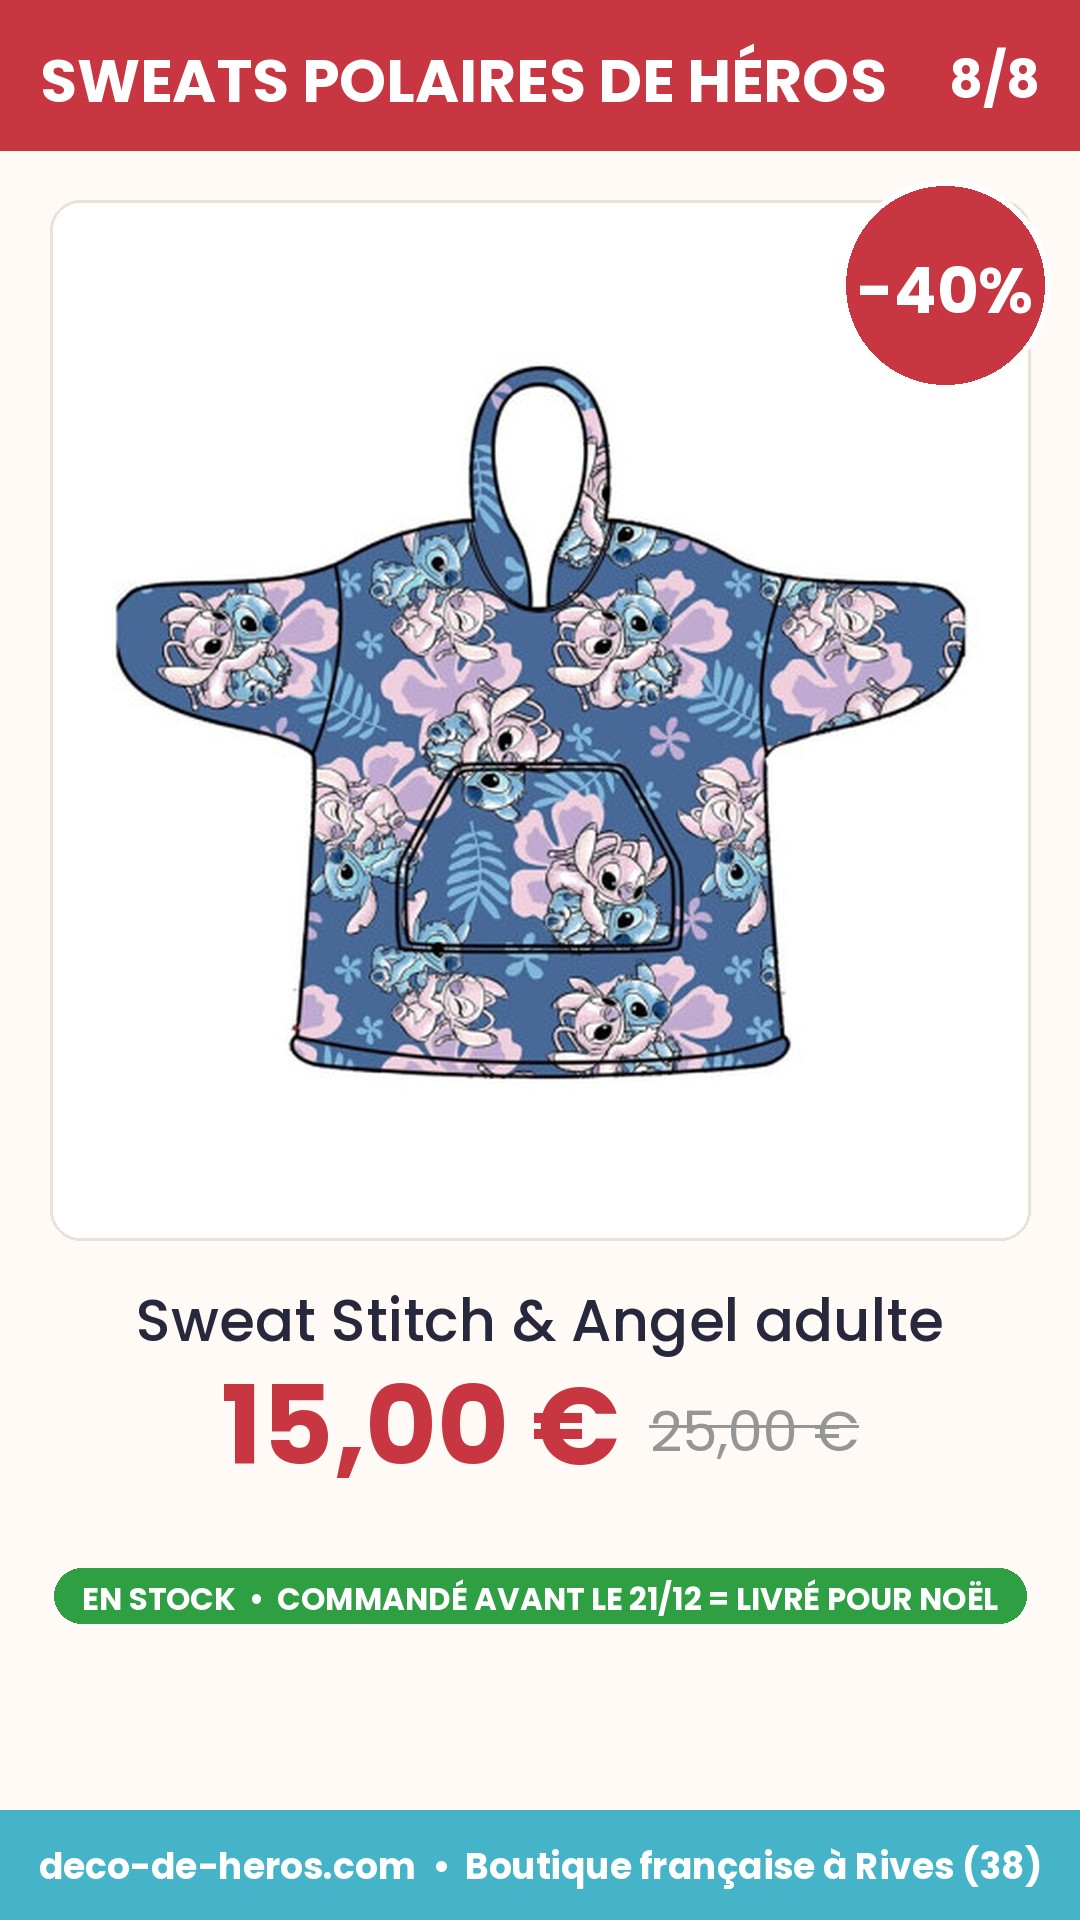 SWEATS POLAIRES DE HÉROS 8/8
-40%
Sweat Stitch & Angel adulte
15,00 € 25,00 €
EN STOCK • COMMANDÉ AVANT LE 21/12 = LIVRÉ POUR NOËL
deco-de-heros.com • Boutique française à Rives (38)